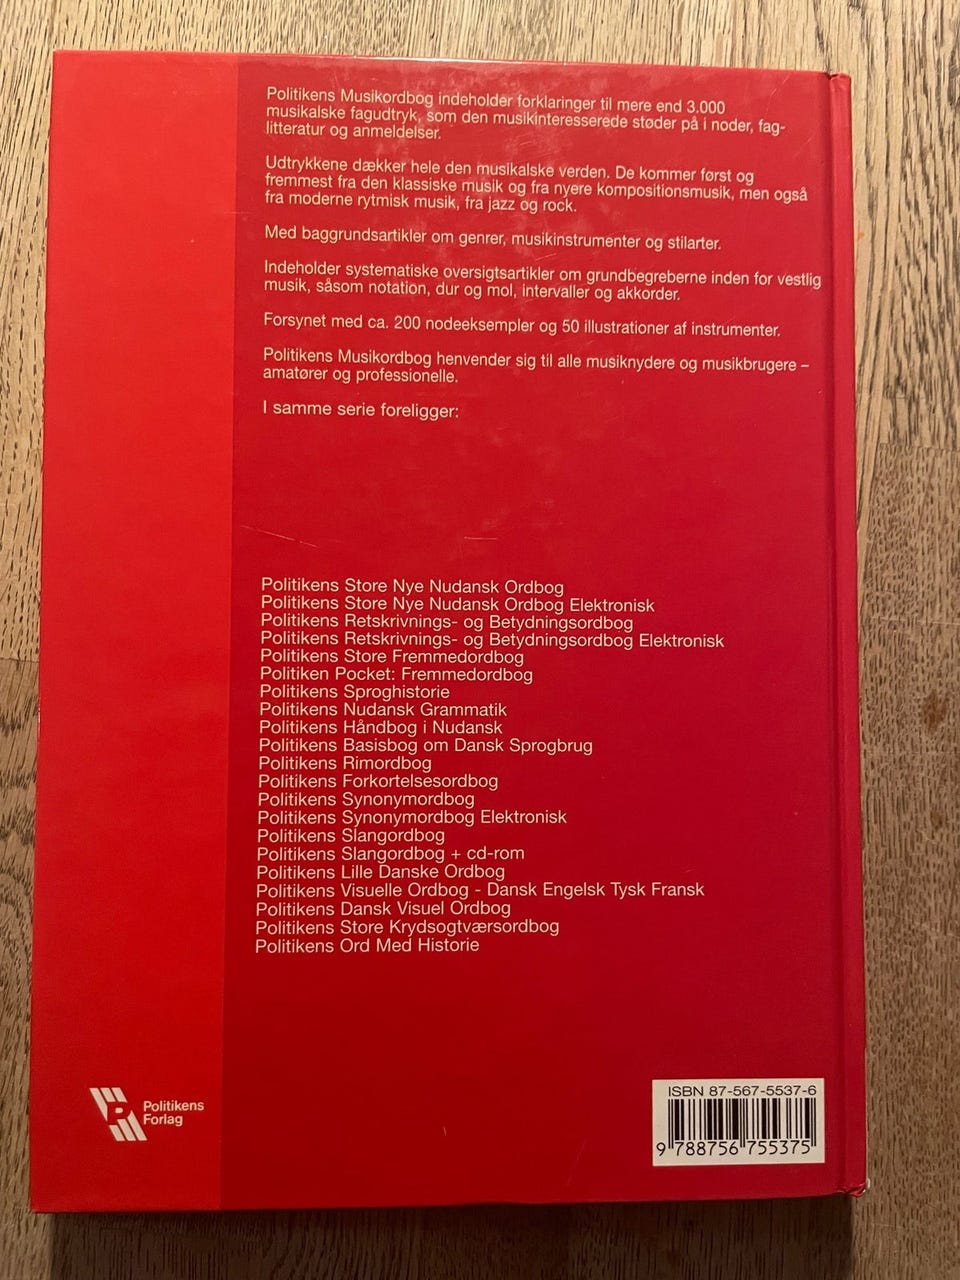 Politikens Musikordbog indeholder forklaringer til mere end 3.000
musikalske fagudtryk, som den musikinteresserede støder på i noder, fag-
litteratur og anmeldelser.
Udtrykkene dækker hele den musikalske verden. De kommer først og
fremmest fra den klassiske musik og fra nyere kompositionsmusik, men også
fra moderne rytmisk musik, fra jazz og rock.
Med baggrundsartikler om genrer, musikinstrumenter og stilarter.
Indeholder systematiske oversigtsartikler om grundbegreberne inden for vestlig
musik, såsom notation, dur og mol, intervaller og akkorder.
Forsynet med ca. 200 nodeeksempler og 50 illustrationer af instrumenter.
Politikens Musikordbog henvender sig til alle musiknydere og musikbrugere –
amatører og professionelle.
I samme serie foreligger:
Politikens Store Nye Nudansk Ordbog
Politikens Store Nye Nudansk Ordbog Elektronisk
Politikens Retskrivnings- og Betydningsordbog
Politikens Retskrivnings- og Betydningsordbog Elektronisk
Politikens Store Fremmedordbog
Politiken Pocket: Fremmedordbog
Politikens Sproghistorie
Politikens Nudansk Grammatik
Politikens Håndbog i Nudansk
Politikens Basisbog om Dansk Sprogbrug
Politikens Rimordbog
Politikens Forkortelsesordbog
Politikens Synonymordbog
Politikens Synonymordbog Elektronisk
Politikens Slangordbog
Politikens Slangordbog + cd-rom
Politikens Lille Danske Ordbog
Politikens Visuelle Ordbog - Dansk Engelsk Tysk Fransk
Politikens Dansk Visuel Ordbog
Politikens Store Krydsogtværsordbog
Politikens Ord Med Historie
P
Politikens
Forlag
ISBN 87-567-5537-6
9 788756 755375